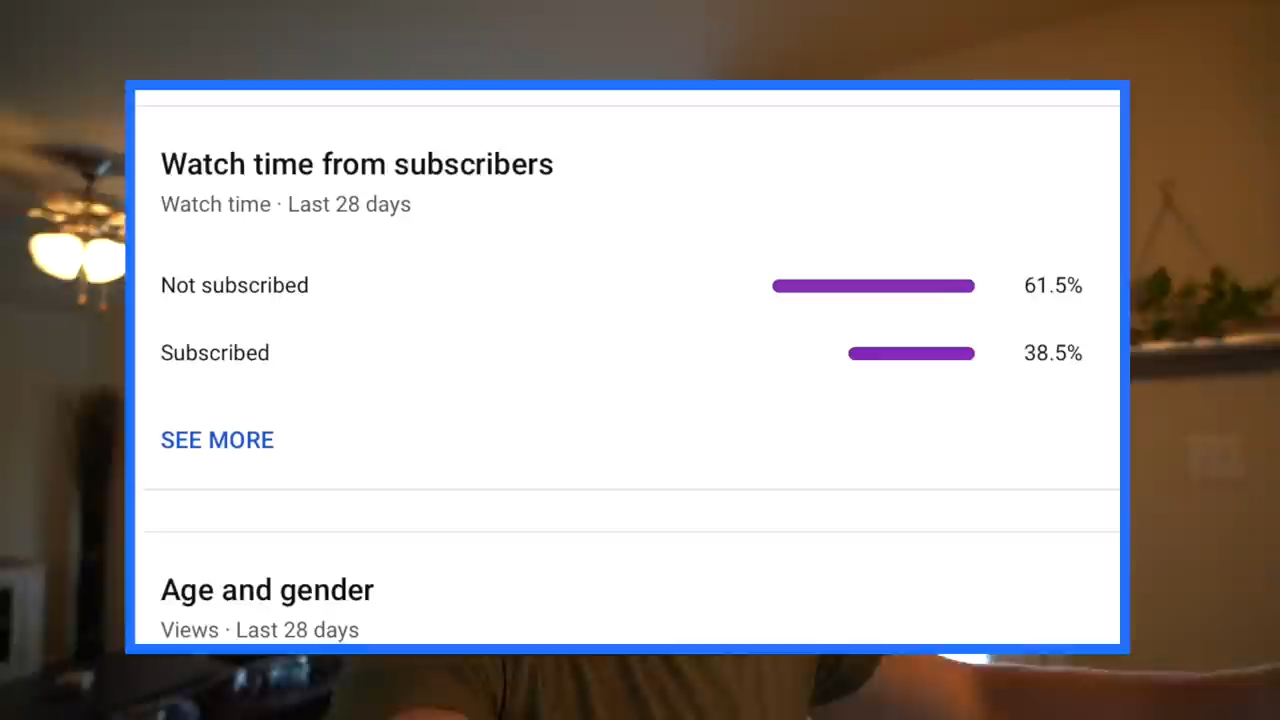 Watch time from subscribers
Watch time · Last 28 days
Not subscribed 61.5%
Subscribed 38.5%
SEE MORE
Age and gender
Views · Last 28 days